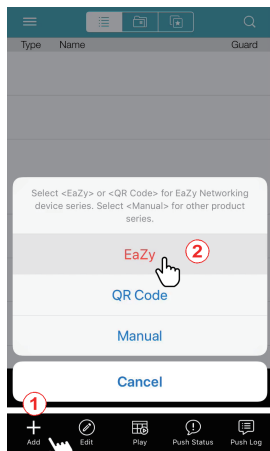 Type Name Guard
Select <EaZy> or <QR Code> for EaZy Networking
device series. Select <Manual> for other product
series.
EaZy
2
QR Code
Manual
Cancel
1
Add Edit Play Push Status Push Log